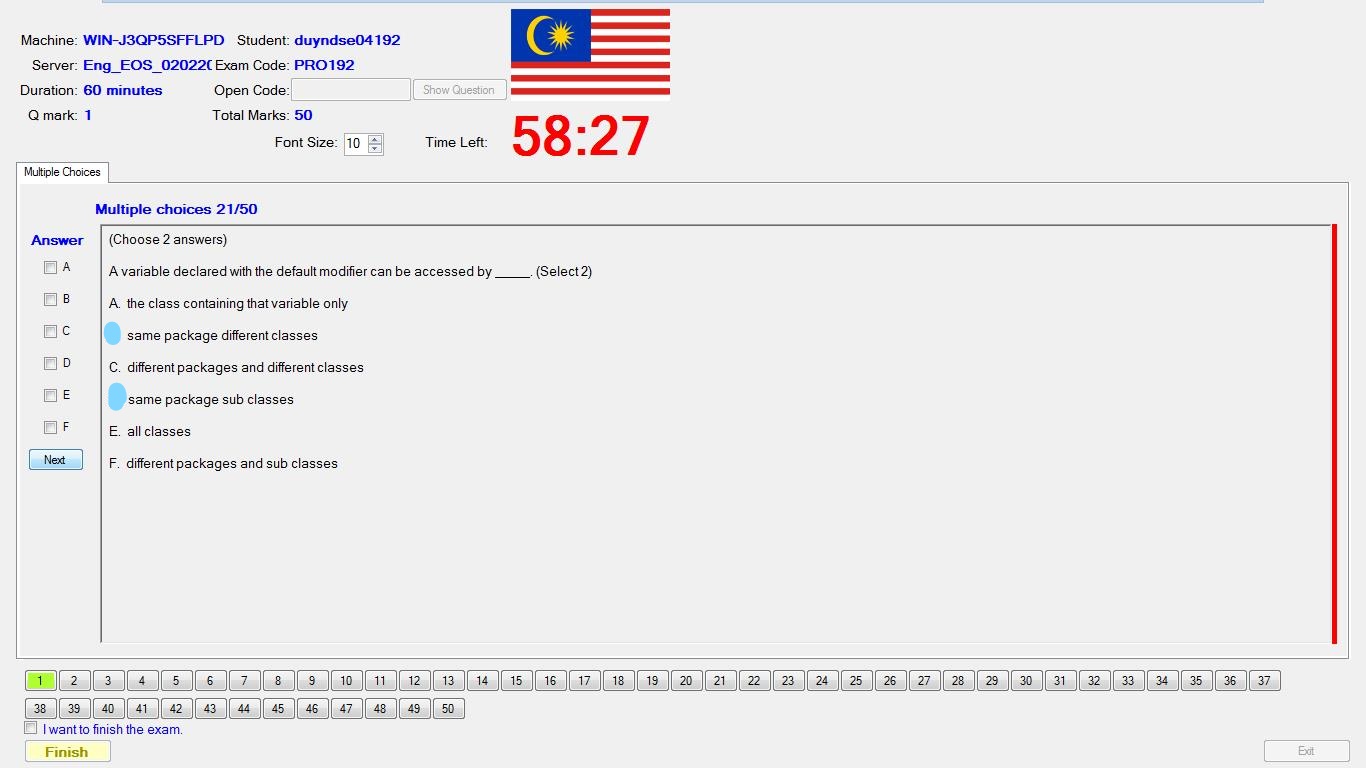 Machine: WIN-J3QP5SFFLPD Student: duyndse04192
Server: Eng_EOS_020220 Exam Code: PRO192
Duration: 60 minutes Open Code: Show Question
Q mark: 1 Total Marks: 50
Font Size: 10 Time Left: 58:27
Multiple Choices
Multiple choices 21/50
Answer
(Choose 2 answers)
A variable declared with the default modifier can be accessed by _____. (Select 2)
A. the class containing that variable only
same package different classes
C. different packages and different classes
same package sub classes
E. all classes
F. different packages and sub classes
A
B
C
D
E
F
Next
1 2 3 4 5 6 7 8 9 10 11 12 13 14 15 16 17 18 19 20 21 22 23 24 25 26 27 28 29 30 31 32 33 34 35 36 37
38 39 40 41 42 43 44 45 46 47 48 49 50
I want to finish the exam.
Finish Exit